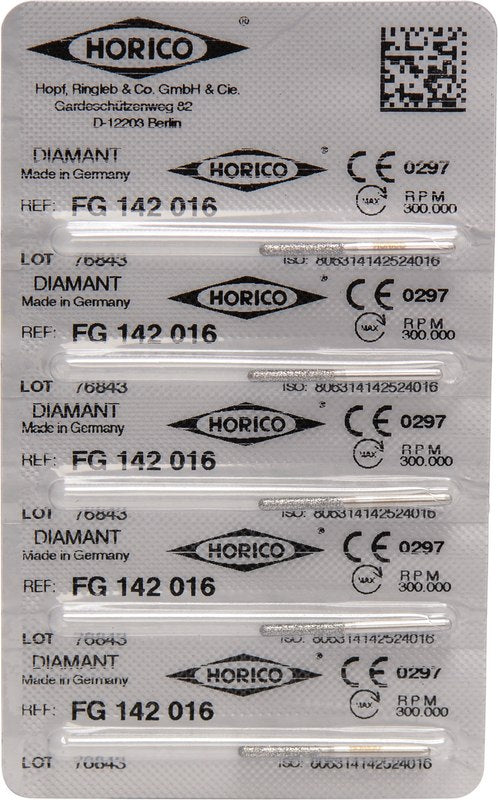 HORICO ®
Hopf, Ringleb & Co. GmbH & Cie.
Gardeschützenweg 82
D-12203 Berlin
DIAMANT
Made in Germany
HORICO ®
CE 0297
REF: FG 142 016
MAX
RPM
300.000
LOT 76843
ISO: 806314142524016
DIAMANT
Made in Germany
HORICO ®
CE 0297
REF: FG 142 016
MAX
RPM
300.000
LOT 76843
ISO: 806314142524016
DIAMANT
Made in Germany
HORICO ®
CE 0297
REF: FG 142 016
MAX
RPM
300.000
LOT 76843
ISO: 806314142524016
DIAMANT
Made in Germany
HORICO ®
CE 0297
REF: FG 142 016
MAX
RPM
300.000
LOT 76843
ISO: 806314142524016
DIAMANT
Made in Germany
HORICO ®
CE 0297
REF: FG 142 016
MAX
RPM
300.000
LOT 76843
ISO: 806314142524016